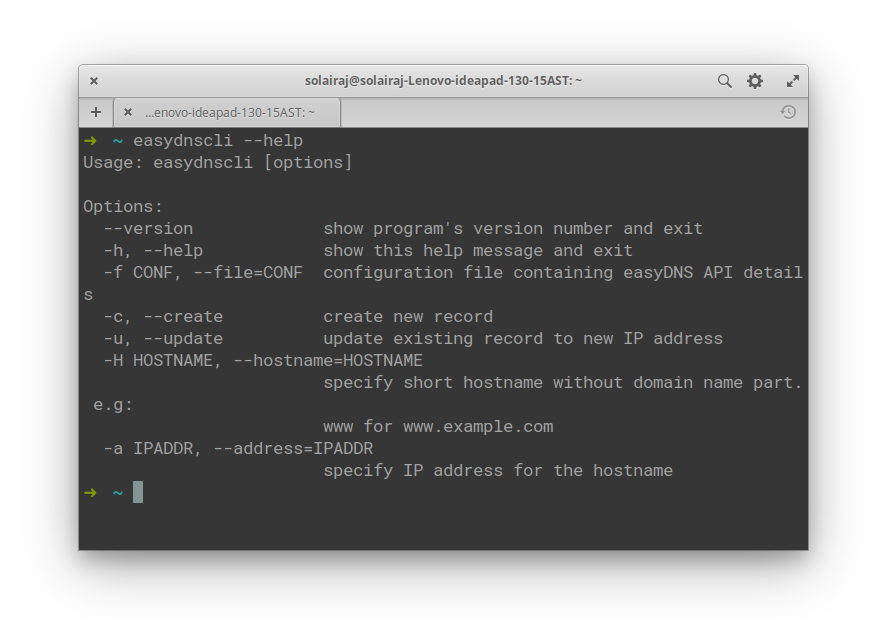 solairaj@solairaj-Lenovo-ideapad-130-15AST: ~
...enovo-ideapad-130-15AST: ~
➜ ~ easydnscli --help
Usage: easydnscli [options]
Options:
--version show program's version number and exit
-h, --help show this help message and exit
-f CONF, --file=CONF configuration file containing easyDNS API detail
s
-c, --create create new record
-u, --update update existing record to new IP address
-H HOSTNAME, --hostname=HOSTNAME
specify short hostname without domain name part.
e.g:
www for www.example.com
-a IPADDR, --address=IPADDR
specify IP address for the hostname
➜ ~